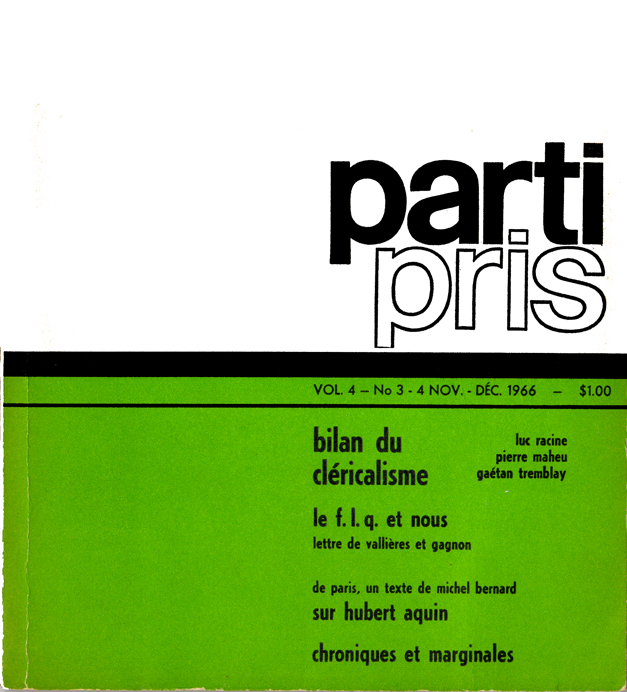 parti
pris
VOL. 4 – No 3 - 4 NOV. - DÉC. 1966 – $1.00
bilan du
cléricalisme
luc racine
pierre maheu
gaétan tremblay
le f.l.q. et nous
lettre de vallières et gagnon
de paris, un texte de michel bernard
sur hubert aquin
chroniques et marginales